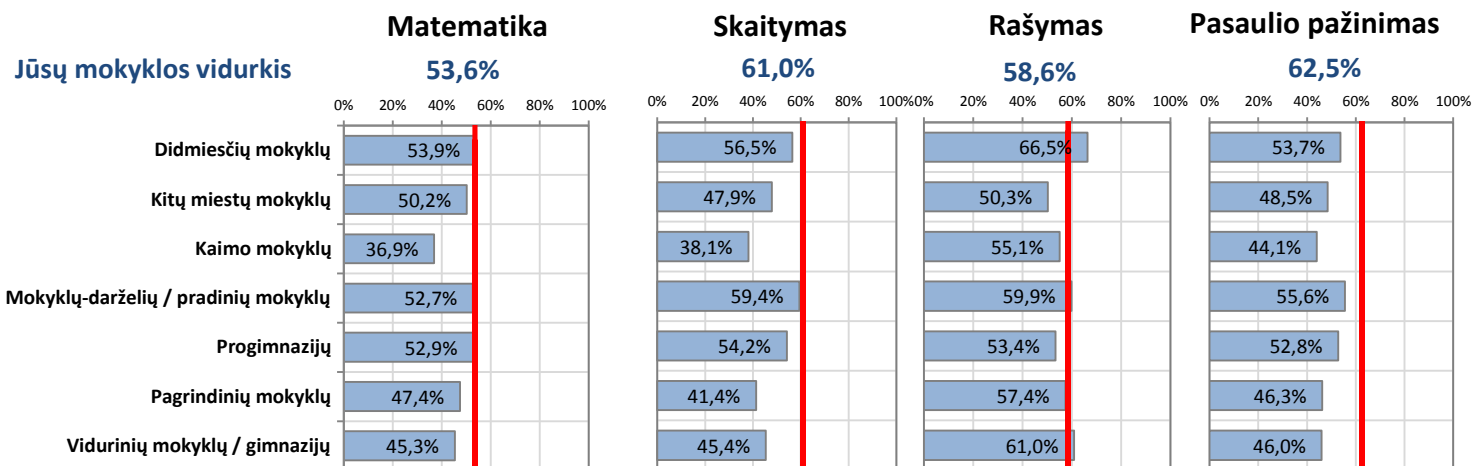 Matematika Skaitymas Rašymas Pasaulio pažinimas
Jūsų mokyklos vidurkis 53,6% 61,0% 58,6% 62,5%
0% 20% 40% 60% 80% 100% 0% 20% 40% 60% 80% 100% 0% 20% 40% 60% 80% 100% 0% 20% 40% 60% 80% 100%
Didmiesčių mokyklų 53,9% 56,5% 66,5% 53,7%
Kitų miestų mokyklų 50,2% 47,9% 50,3% 48,5%
Kaimo mokyklų 36,9% 38,1% 55,1% 44,1%
Mokyklų-darželių / pradinių mokyklų 52,7% 59,4% 59,9% 55,6%
Progimnazijų 52,9% 54,2% 53,4% 52,8%
Pagrindinių mokyklų 47,4% 41,4% 57,4% 46,3%
Vidurinių mokyklų / gimnazijų 45,3% 45,4% 61,0% 46,0%